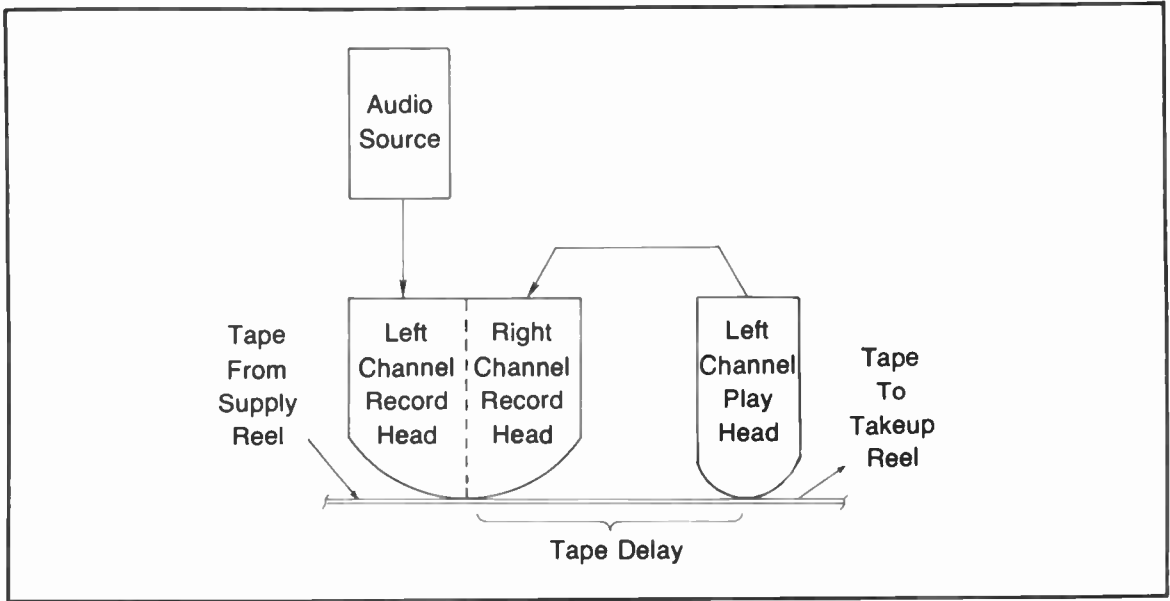 Audio
Source
Tape
From
Supply
Reel
Left
Channel
Record
Head
Right
Channel
Record
Head
Left
Channel
Play
Head
Tape
To
Takeup
Reel
Tape Delay